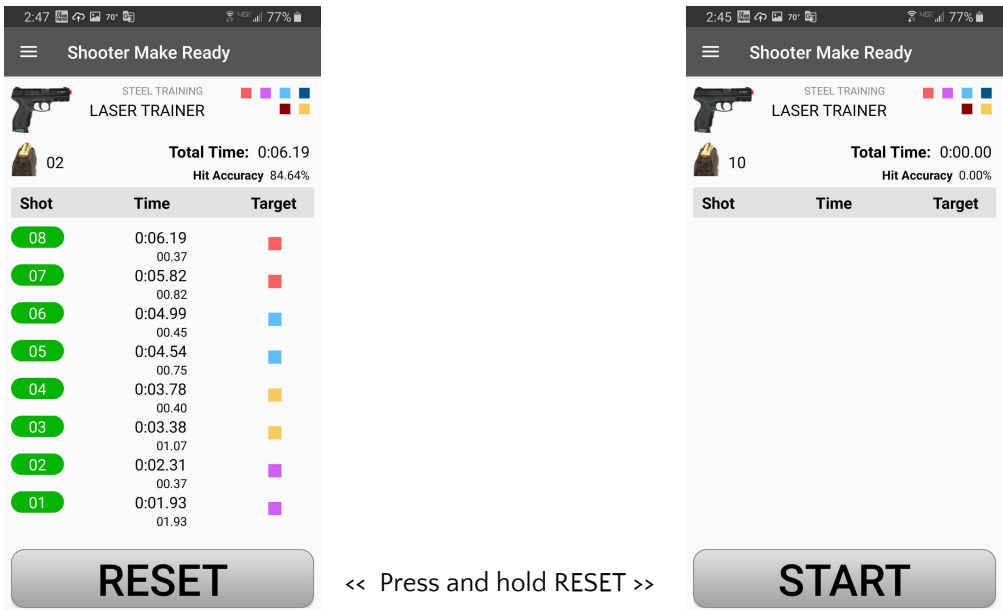 2:47 70° 4GE 77%
Shooter Make Ready
STEEL TRAINING
LASER TRAINER
02
Total Time: 0:06.19
Hit Accuracy 84.64%
Shot Time Target
08 0:06.19
00.37
07 0:05.82
00.82
06 0:04.99
00.45
05 0:04.54
00.75
04 0:03.78
00.40
03 0:03.38
01.07
02 0:02.31
00.37
01 0:01.93
01.93
RESET
<< Press and hold RESET >>
2:45 70° 4GE 77%
Shooter Make Ready
STEEL TRAINING
LASER TRAINER
10
Total Time: 0:00.00
Hit Accuracy 0.00%
Shot Time Target
START